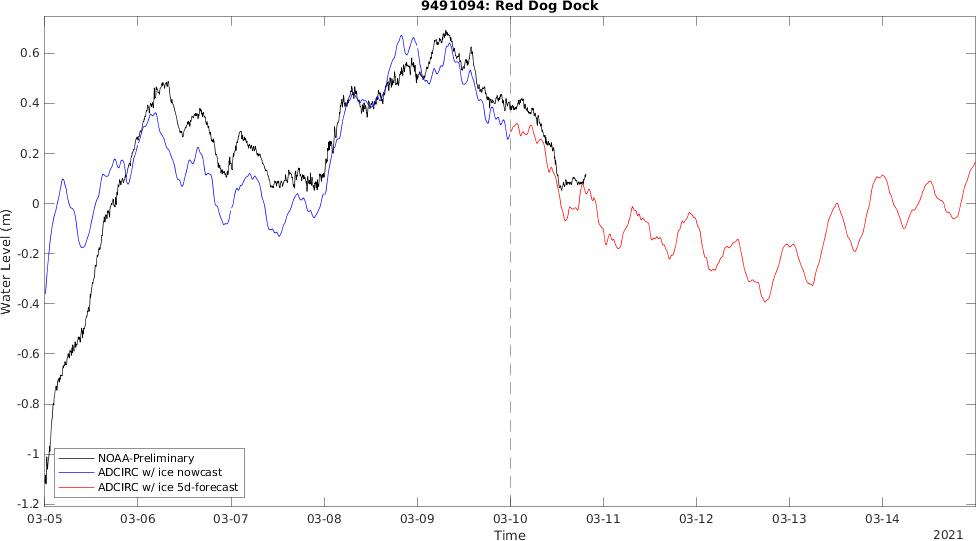 9491094: Red Dog Dock
0.6
0.4
0.2
0
-0.2
-0.4
-0.6
-0.8
-1
-1.2
Water Level (m)
NOAA-Preliminary
ADCIRC w/ ice nowcast
ADCIRC w/ ice 5d-forecast
03-05 03-06 03-07 03-08 03-09 03-10 03-11 03-12 03-13 03-14
Time
2021